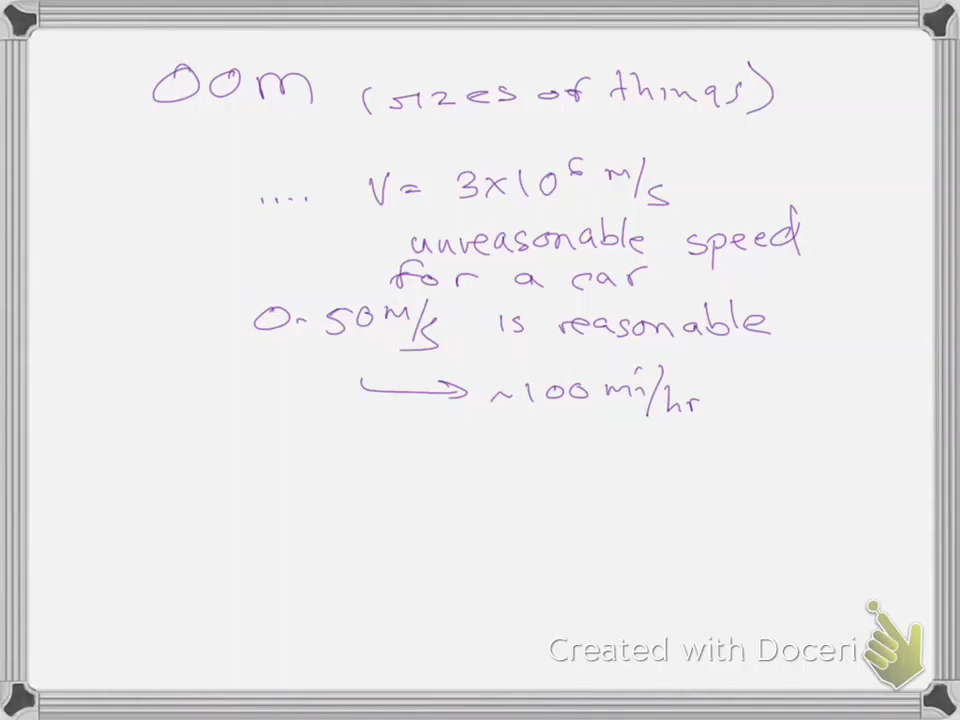 OOM (sizes of things)
.... V = 3x10⁶ m/s
unreasonable speed
for a car
0 - 50 m/s is reasonable
→ ~100 mi/hr
Created with Doceri